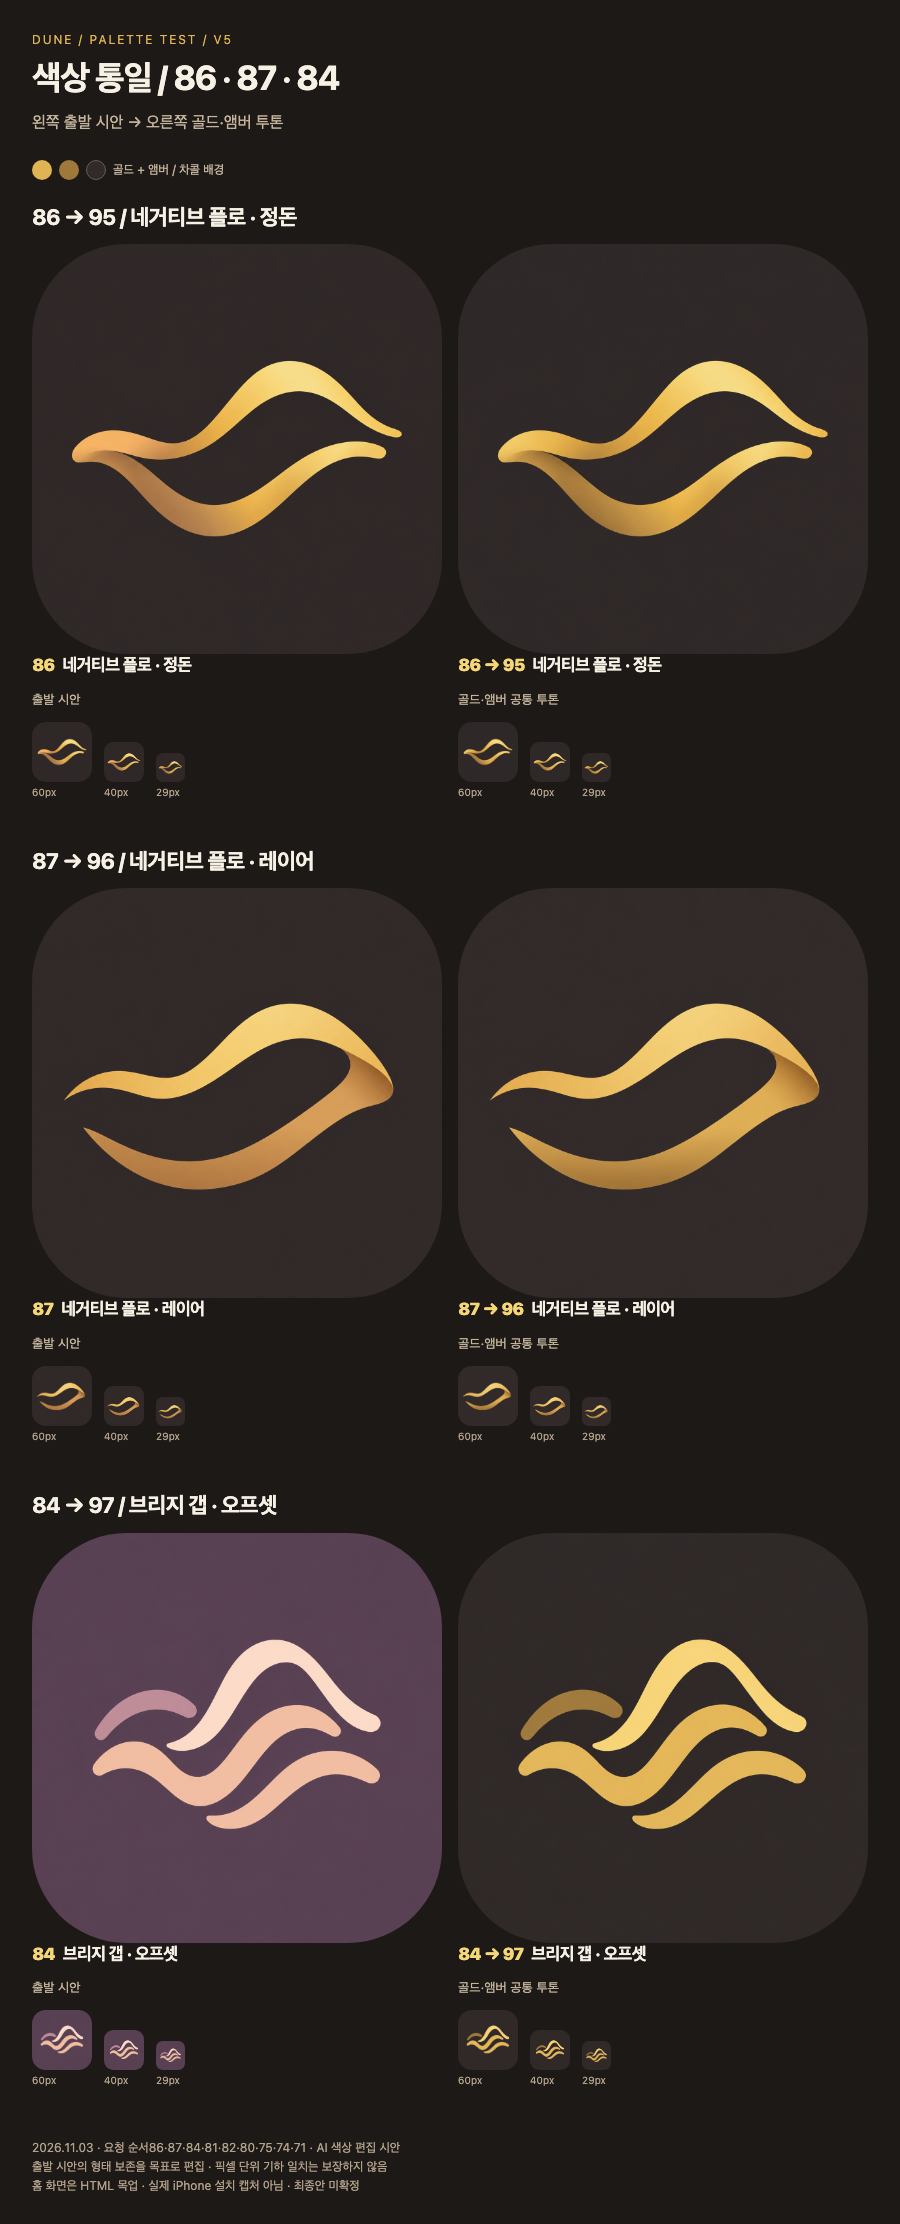 DUNE / PALETTE TEST / V5
색상 통일 / 86 · 87 · 84
왼쪽 출발 시안 → 오른쪽 골드·앰버 투톤
골드 + 앰버 / 차콜 배경
86 → 95 / 네거티브 플로 · 정돈
86 네거티브 플로 · 정돈
출발 시안
60px 40px 29px
86 → 95 네거티브 플로 · 정돈
골드·앰버 공통 투톤
60px 40px 29px
87 → 96 / 네거티브 플로 · 레이어
87 네거티브 플로 · 레이어
출발 시안
60px 40px 29px
87 → 96 네거티브 플로 · 레이어
골드·앰버 공통 투톤
60px 40px 29px
84 → 97 / 브리지 갭 · 오프셋
84 브리지 갭 · 오프셋
출발 시안
60px 40px 29px
84 → 97 브리지 갭 · 오프셋
골드·앰버 공통 투톤
60px 40px 29px
2026.11.03 · 요청 순서86·87·84·81·82·80·75·74·71 · AI 색상 편집 시안
출발 시안의 형태 보존을 목표로 편집 · 픽셀 단위 기하 일치는 보장하지 않음
홈 화면은 HTML 목업 · 실제 iPhone 설치 캡처 아님 · 최종안 미확정